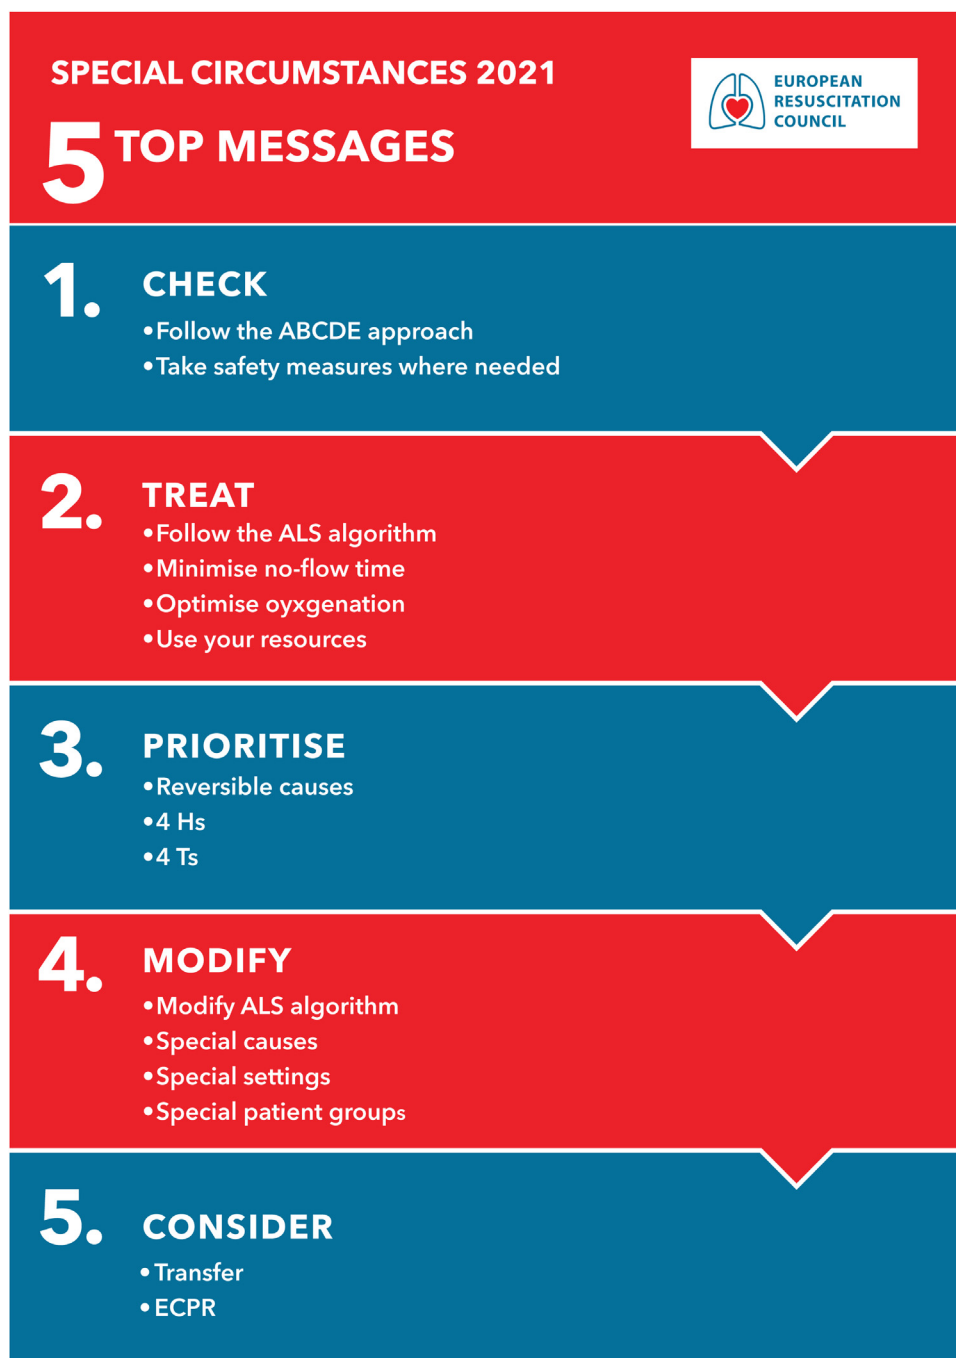 SPECIAL CIRCUMSTANCES 2021
5 TOP MESSAGES
EUROPEAN
RESUSCITATION
COUNCIL
1. CHECK
•Follow the ABCDE approach
•Take safety measures where needed
2. TREAT
•Follow the ALS algorithm
•Minimise no-flow time
•Optimise oyxgenation
•Use your resources
3. PRIORITISE
•Reversible causes
•4 Hs
•4 Ts
4. MODIFY
•Modify ALS algorithm
•Special causes
•Special settings
•Special patient groups
5. CONSIDER
•Transfer
•ECPR